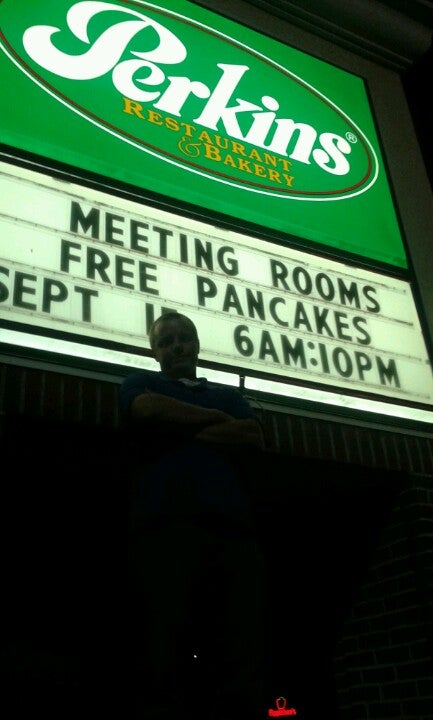 Perkins®
RESTAURANT
& BAKERY
MEETING ROOMS
FREE PANCAKES
SEPT 6AM:10PM